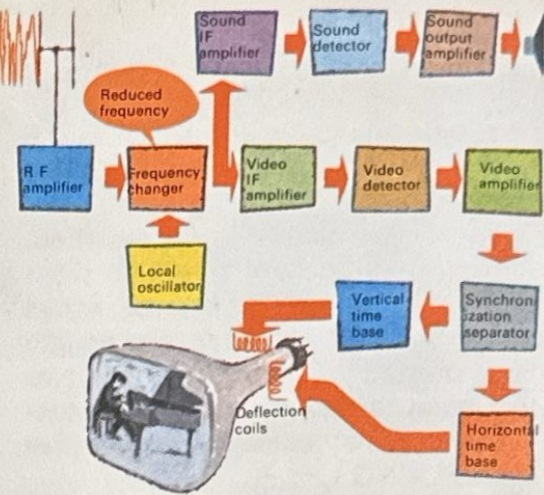 Sound
IF
amplifier
Sound
detector
Sound
output
amplifier
Reduced
frequency
R F
amplifier
Frequency
changer
Video
IF
amplifier
Video
detector
Video
amplifier
Local
oscillator
Vertical
time
base
Synchron
ization
separator
Deflection
coils
Horizontal
time
base